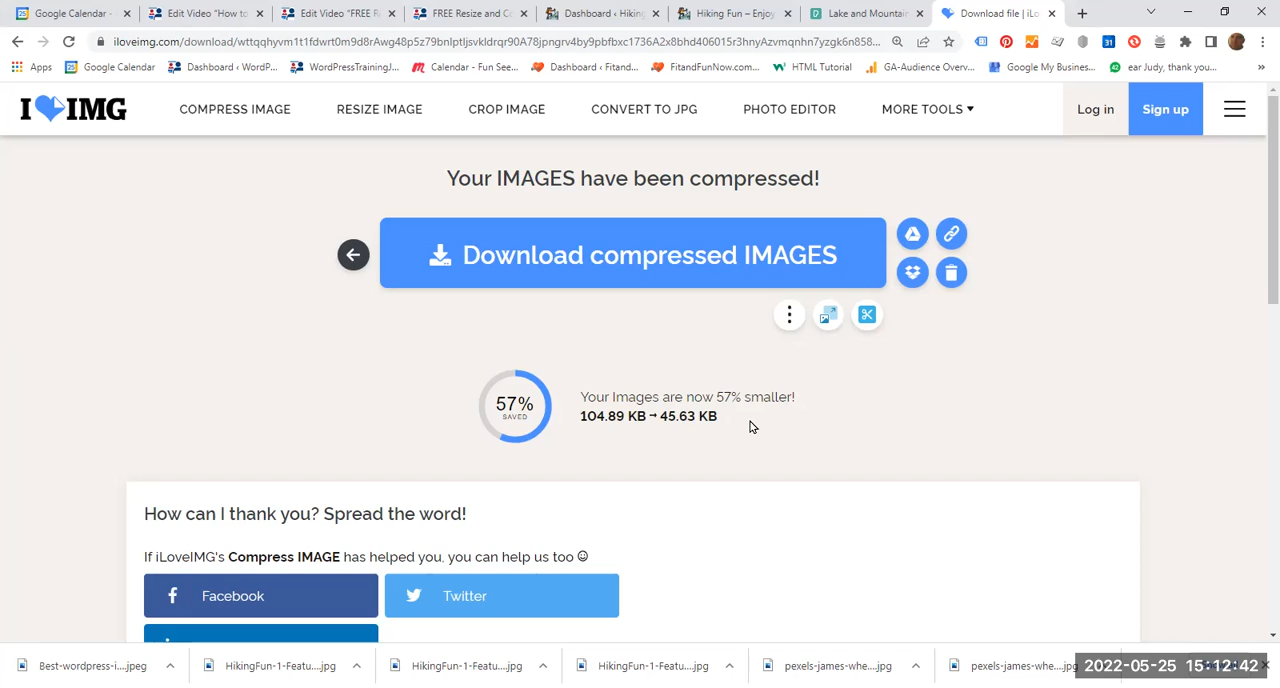 Google Calendar -
Edit Video "How to
Edit Video "FREE R
FREE Resize and Co
Dashboard ‹ Hiking
Hiking Fun – Enjoy
Lake and Mountain
Download file | iLo
Apps
Google Calendar
Dashboard ‹ WordP...
WordPressTrainingJ...
Calendar - Fun See...
Dashboard ‹ Fitand...
FitandFunNow.com...
HTML Tutorial
GA-Audience Overv...
Google My Busines...
ear Judy, thank you...
»
I IMG
COMPRESS IMAGE
RESIZE IMAGE
CROP IMAGE
CONVERT TO JPG
PHOTO EDITOR
MORE TOOLS
Log in
Sign up
Your IMAGES have been compressed!
Download compressed IMAGES
57%
SAVED
Your Images are now 57% smaller!
104.89 KB → 45.63 KB
How can I thank you? Spread the word!
If iLoveIMG's Compress IMAGE has helped you, you can help us too ☺
Facebook
Twitter
Best-wordpress-i....jpeg
HikingFun-1-Featu....jpg
HikingFun-1-Featu....jpg
HikingFun-1-Featu....jpg
pexels-james-whe....jpg
pexels-james-whe....jpg
2022-05-25 15:12:42